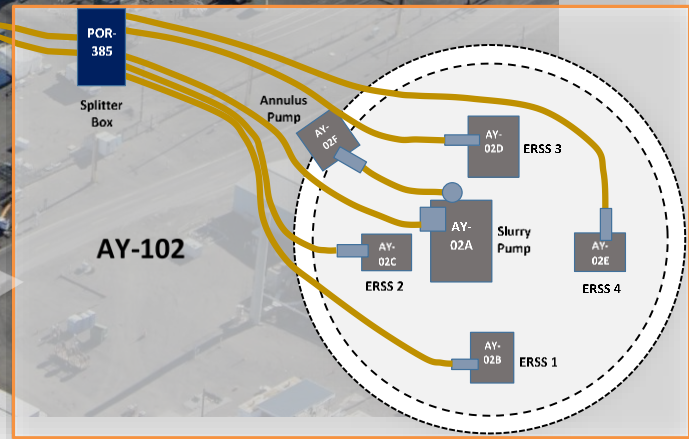 POR-
385
Splitter
Box
Annulus
Pump
AY-
02F
AY-
02D
ERSS 3
AY-102
AY-
02A
Slurry
Pump
AY-
02C
ERSS 2
AY-
02E
ERSS 4
AY-
02B
ERSS 1